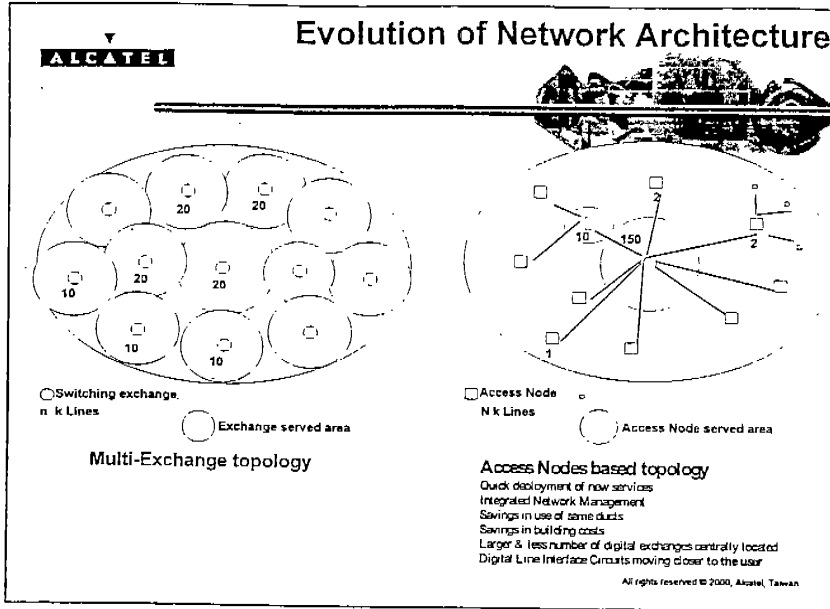 Evolution of Network Architecture
ALCATEL
20
20
10
20
20
10
10
2
10
150
2
1
Switching exchange
n k Lines
Exchange served area
Multi-Exchange topology
Access Node
N k Lines
Access Node served area
Access Nodes based topology
Quick deployment of new services
Integrated Network Management
Savings in use of same ducts
Savings in building costs
Larger & less number of digital exchanges centrally located
Digital Line Interface Circuits moving closer to the user
All rights reserved © 2000, Alcatel, Taiwan